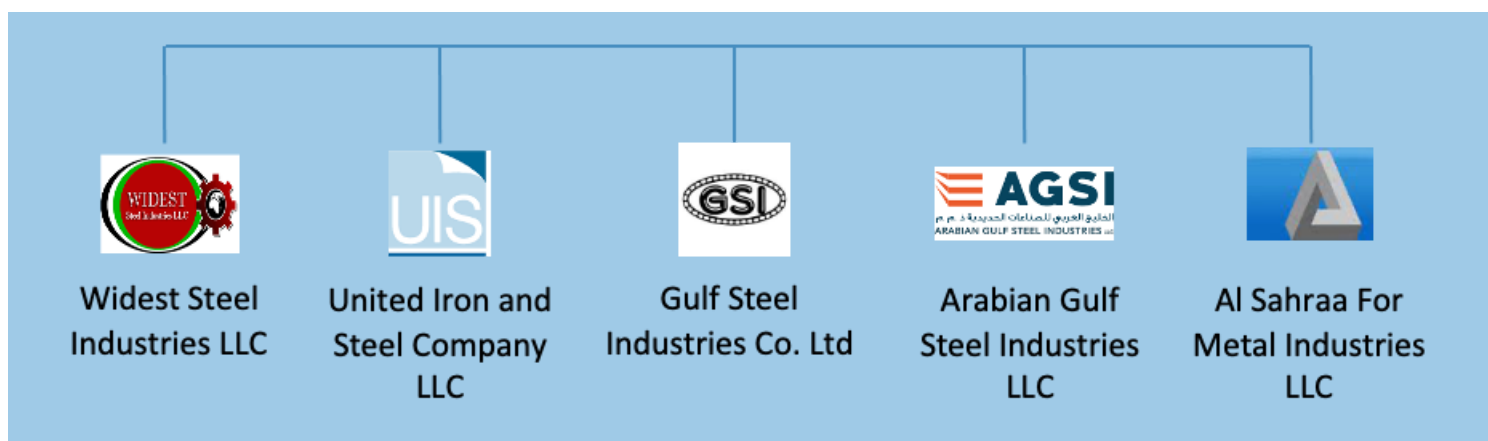 WIDEST
Steel Industries LLC
UIS
GSI
AGSI
الخليج العربي للصناعات الحديدية ذ. م. م
ARABIAN GULF STEEL INDUSTRIES LLC
Widest Steel
Industries LLC
United Iron and
Steel Company
LLC
Gulf Steel
Industries Co. Ltd
Arabian Gulf
Steel Industries
LLC
Al Sahraa For
Metal Industries
LLC